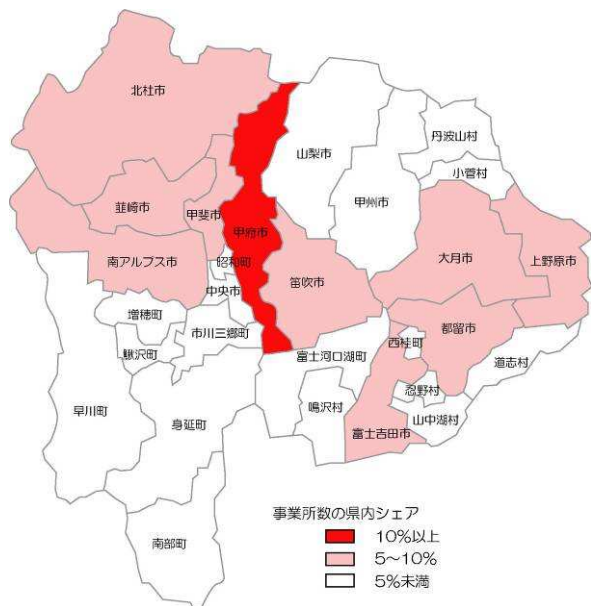 北杜市
山梨市
丹波山村
小菅村
甲州市
韮崎市
甲斐市
甲府市
大月市
上野原市
昭和町
南アルプス市
笛吹市
中央市
増穂町
市川三郷町
都留市
西桂町
鰍沢町
富士河口湖町
道志村
忍野村
早川町
身延町
鳴沢村
山中湖村
富士吉田市
南部町
事業所数の県内シェア
10%以上
5～10%
5%未満